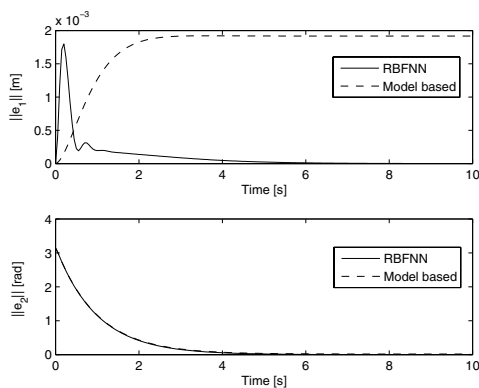 x 10⁻³
2
1.5
1
0.5
0
||e₁|| [m]
RBFNN
Model based
0 2 4 6 8 10
Time [s]
4
3
2
1
0
||e₂|| [rad]
RBFNN
Model based
0 2 4 6 8 10
Time [s]